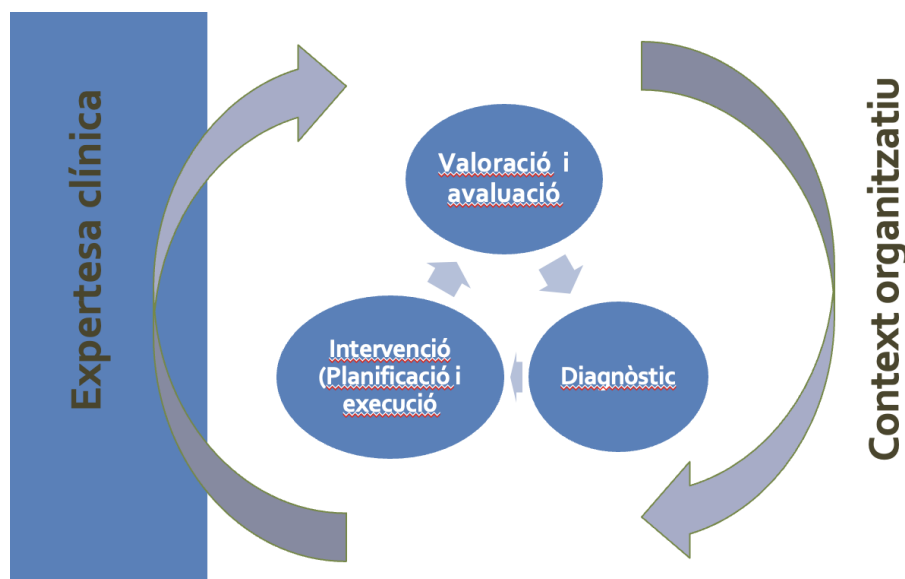 Expertesa clínica
Valoració i
avaluació
Intervenció
(Planificació i
execució
Diagnòstic
Context organitzatiu